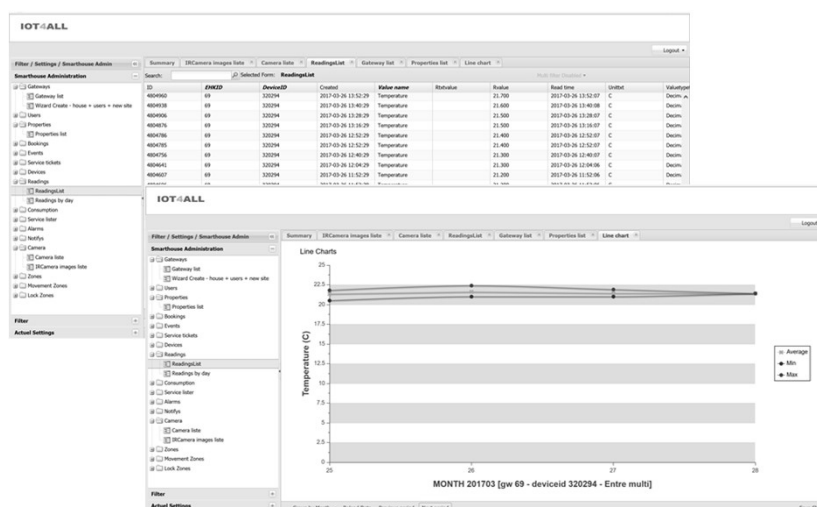 IOT4ALL
Logout
Filter / Settings / Smarthouse Admin
Smarthouse Administration
Gateways
Gateway list
Wizard Create - house + users + new site
Users
Properties
Properties list
Bookings
Events
Service tickets
Devices
Readings
ReadingsList
Readings by day
Consumption
Service lister
Alarms
Notifys
Camera
Camera liste
IRCamera images liste
Zones
Movement Zones
Lock Zones
Filter
Actuel Settings
Summary IRCamera images liste Camera liste ReadingsList Gateway list Properties list Line chart
Search: Selected Form: ReadingsList
ID EHKID DeviceID Created Value name Rtxtvalue Rvalue Read time Unittxt Valuetype
4804960 69 320294 2017-03-26 13:52:29 Temperature 21.700 2017-03-26 13:52:07 C Decim
4804938 69 320294 2017-03-26 13:40:29 Temperature 21.600 2017-03-26 13:40:08 C Decim
4804906 69 320294 2017-03-26 13:28:29 Temperature 21.500 2017-03-26 13:28:07 C Decim
4804876 69 320294 2017-03-26 13:16:29 Temperature 21.500 2017-03-26 13:16:07 C Decim
4804786 69 320294 2017-03-26 12:52:29 Temperature 21.400 2017-03-26 12:52:07 C Decim
4804785 69 320294 2017-03-26 12:52:29 Temperature 21.400 2017-03-26 12:52:07 C Decim
4804756 69 320294 2017-03-26 12:40:29 Temperature 21.300 2017-03-26 12:40:07 C Decim
4804641 69 320294 2017-03-26 12:04:29 Temperature 21.300 2017-03-26 12:04:06 C Decim
4804607 69 320294 2017-03-26 11:52:29 Temperature 21.200 2017-03-26 11:52:06 C Decim
IOT4ALL
Logout
Filter / Settings / Smarthouse Admin
Smarthouse Administration
Gateways
Gateway list
Wizard Create - house + users + new site
Users
Properties
Properties list
Bookings
Events
Service tickets
Devices
Readings
ReadingsList
Readings by day
Consumption
Service lister
Alarms
Notifys
Camera
Camera liste
IRCamera images liste
Zones
Movement Zones
Lock Zones
Filter
Actuel Settings
Summary IRCamera images liste Camera liste ReadingsList Gateway list Properties list Line chart
Line Charts
Temperature (C)
25
22.5
20
17.5
15
12.5
10
7.5
5
2.5
0
25 26 27 28
MONTH 201703 [gw 69 - deviceid 320294 - Entre multi]
Average
Min
Max